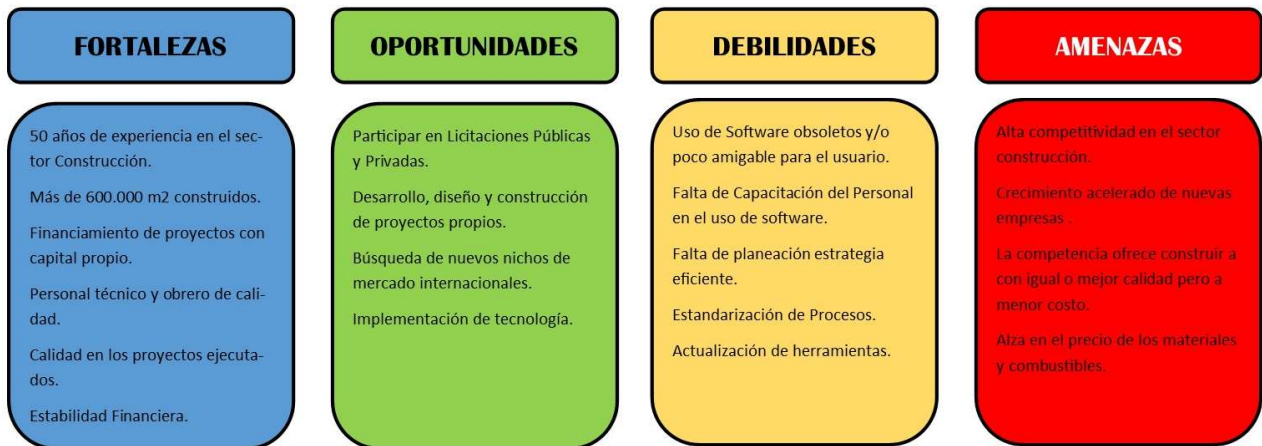 FORTALEZAS
50 años de experiencia en el sec-
tor Construcción.
Más de 600.000 m2 construidos.
Financiamiento de proyectos con
capital propio.
Personal técnico y obrero de cali-
dad.
Calidad en los proyectos ejecuta-
dos.
Estabilidad Financiera.
OPORTUNIDADES
Participar en Licitaciones Públicas
y Privadas.
Desarrollo, diseño y construcción
de proyectos propios.
Búsqueda de nuevos nichos de
mercado internacionales.
Implementación de tecnología.
DEBILIDADES
Uso de Software obsoletos y/o
poco amigable para el usuario.
Falta de Capacitación del Personal
en el uso de software.
Falta de planeación estrategia
eficiente.
Estandarización de Procesos.
Actualización de herramientas.
AMENAZAS
Alta competitividad en el sector
construcción.
Crecimiento acelerado de nuevas
empresas .
La competencia ofrece construir a
con igual o mejor calidad pero a
menor costo.
Alza en el precio de los materiales
y combustibles.